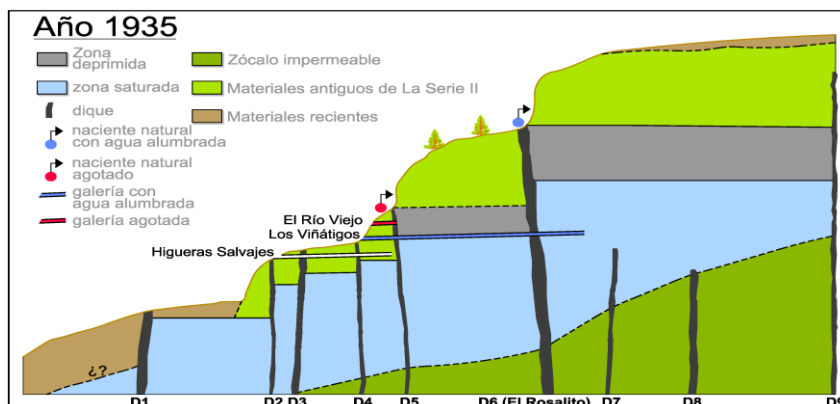 Año 1935
Zona
deprimida
zona saturada
dique
naciente natural
con agua alumbrada
naciente natural
agotado
galería con
agua alumbrada
galería agotada
Zócalo impermeable
Materiales antiguos de La Serie II
Materiales recientes
El Río Viejo
Los Viñátigos
Higueras Salvajes
¿?
D1 D2 D3 D4 D5 D6 (El Rosalito) D7 D8 D9